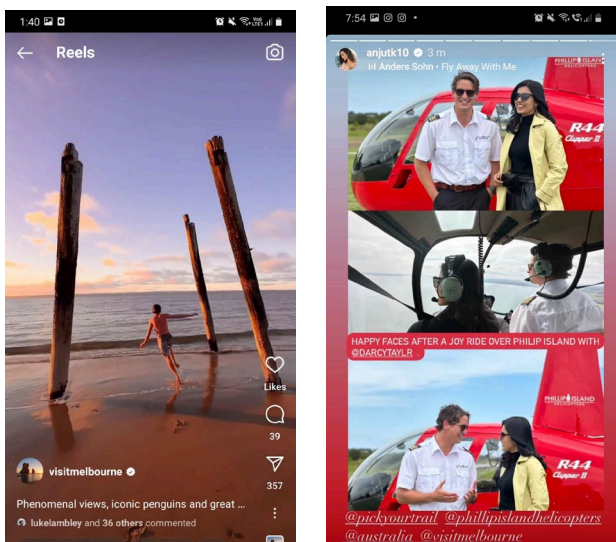 1:40
Reels
Likes
39
visitmelbourne
357
Phenomenal views, iconic penguins and great ...
lukelambley and 36 others commented
7:54
anjutk10 3 m
Anders Sohn • Fly Away With Me
PHILLIP ISLAND
HELICOPTERS
R44
Clipper II
HAPPY FACES AFTER A JOY RIDE OVER PHILIP ISLAND WITH
@DARCYTAYLR .
PHILLIP ISLAND
HELICOPTERS
R44
Clipper II
@pickyourtrail @phillipislandhelicopters
@australia @visitmelbourne